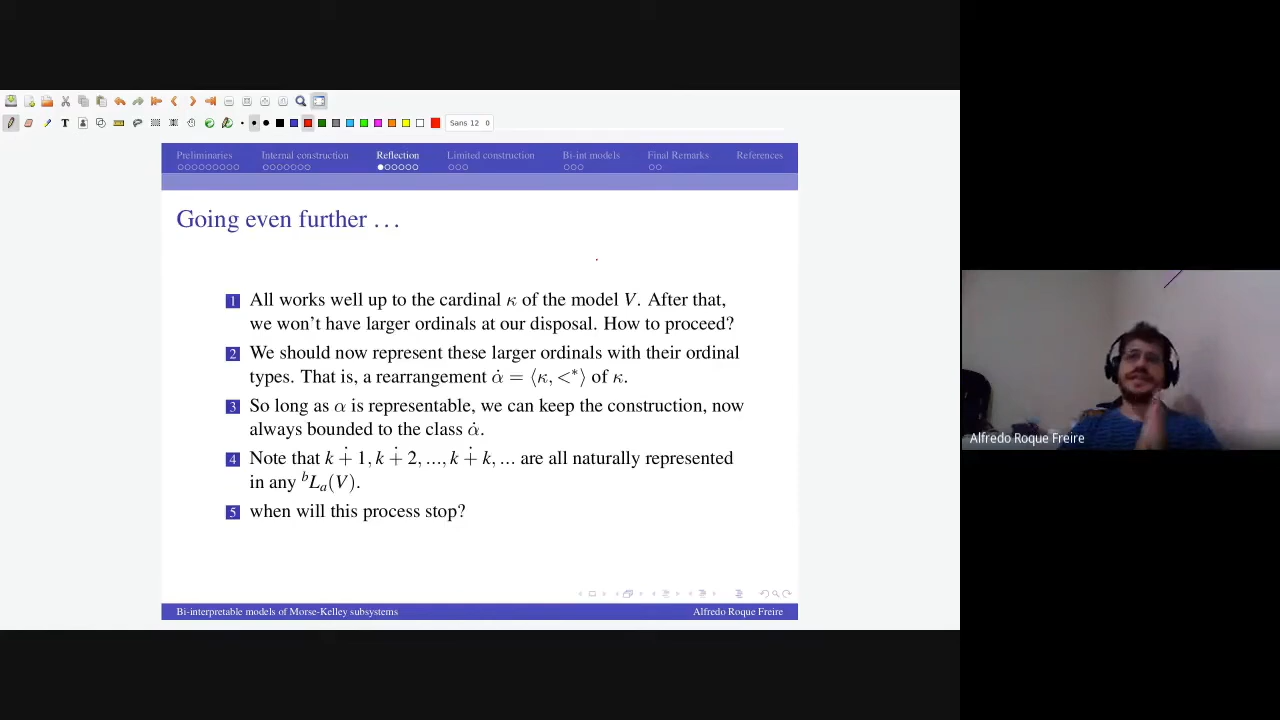 Sans 12 0
Preliminaries Internal construction Reflection Limited construction Bi-int models Final Remarks References
Going even further . . .
1 All works well up to the cardinal κ of the model V. After that,
we won't have larger ordinals at our disposal. How to proceed?
2 We should now represent these larger ordinals with their ordinal
types. That is, a rearrangement α̇ = ⟨κ, <*⟩ of κ.
3 So long as α is representable, we can keep the construction, now
always bounded to the class α̇.
4 Note that k ∔ 1, k ∔ 2, ..., k ∔ k, ... are all naturally represented
in any ᵇLₐ(V).
5 when will this process stop?
Bi-interpretable models of Morse-Kelley subsystems Alfredo Roque Freire
Alfredo Roque Freire